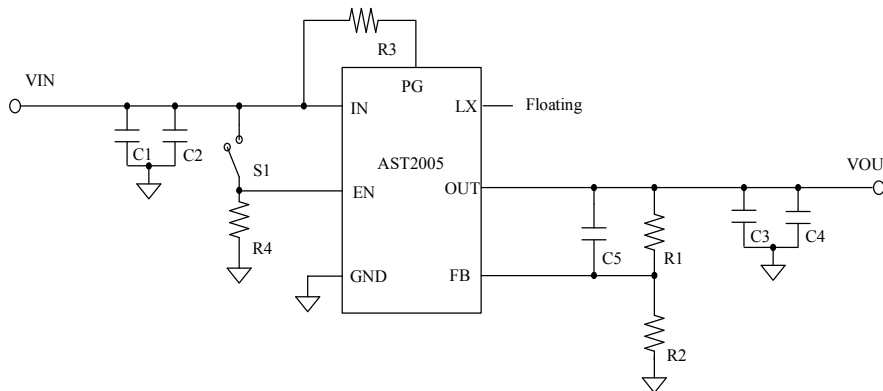 R3
VIN
PG
IN
LX
Floating
C1
C2
S1
AST2005
VOU
EN
OUT
R4
C5
R1
C3
C4
GND
FB
R2